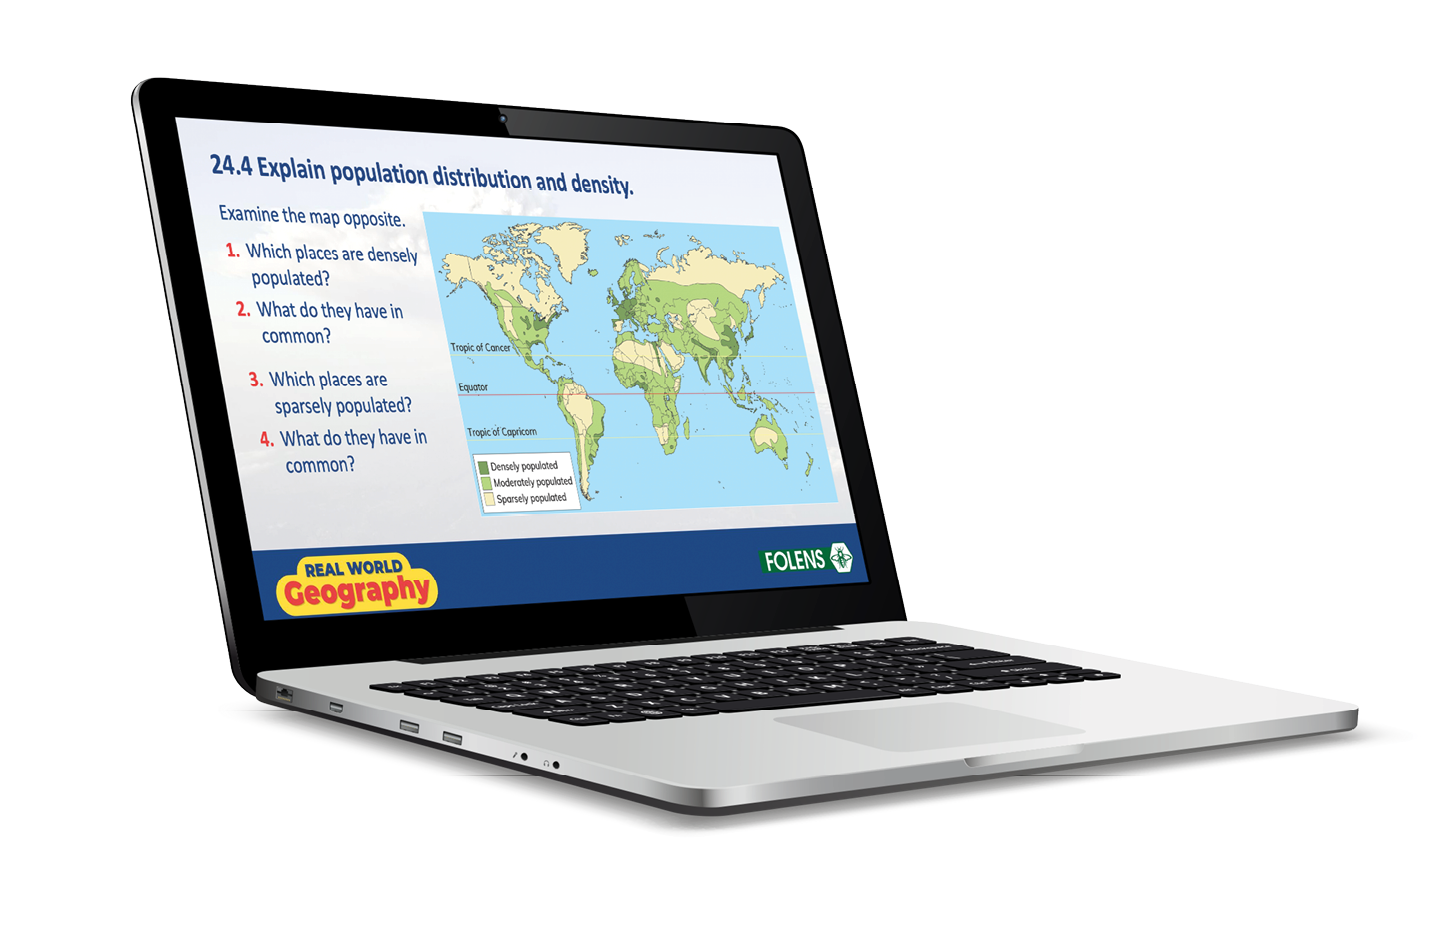 24.4 Explain population distribution and density.
Examine the map opposite.
1. Which places are densely
populated?
2. What do they have in
common?
3. Which places are
sparsely populated?
4. What do they have in
common?
Tropic of Cancer
Equator
Tropic of Capricorn
Densely populated
Moderately populated
Sparsely populated
REAL WORLD
Geography
FOLENS